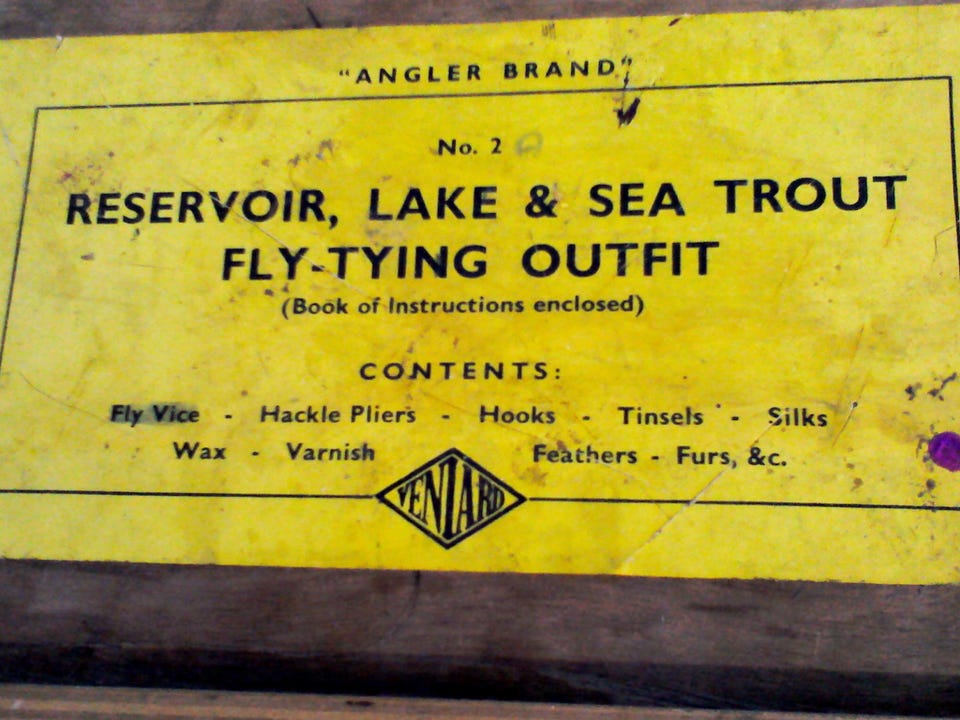 "ANGLER BRAND"
No. 2
RESERVOIR, LAKE & SEA TROUT
FLY-TYING OUTFIT
(Book of Instructions enclosed)
CONTENTS:
Fly Vice - Hackle Pliers - Hooks - Tinsels - Silks
Wax - Varnish Feathers - Furs, &c.
VENIARD